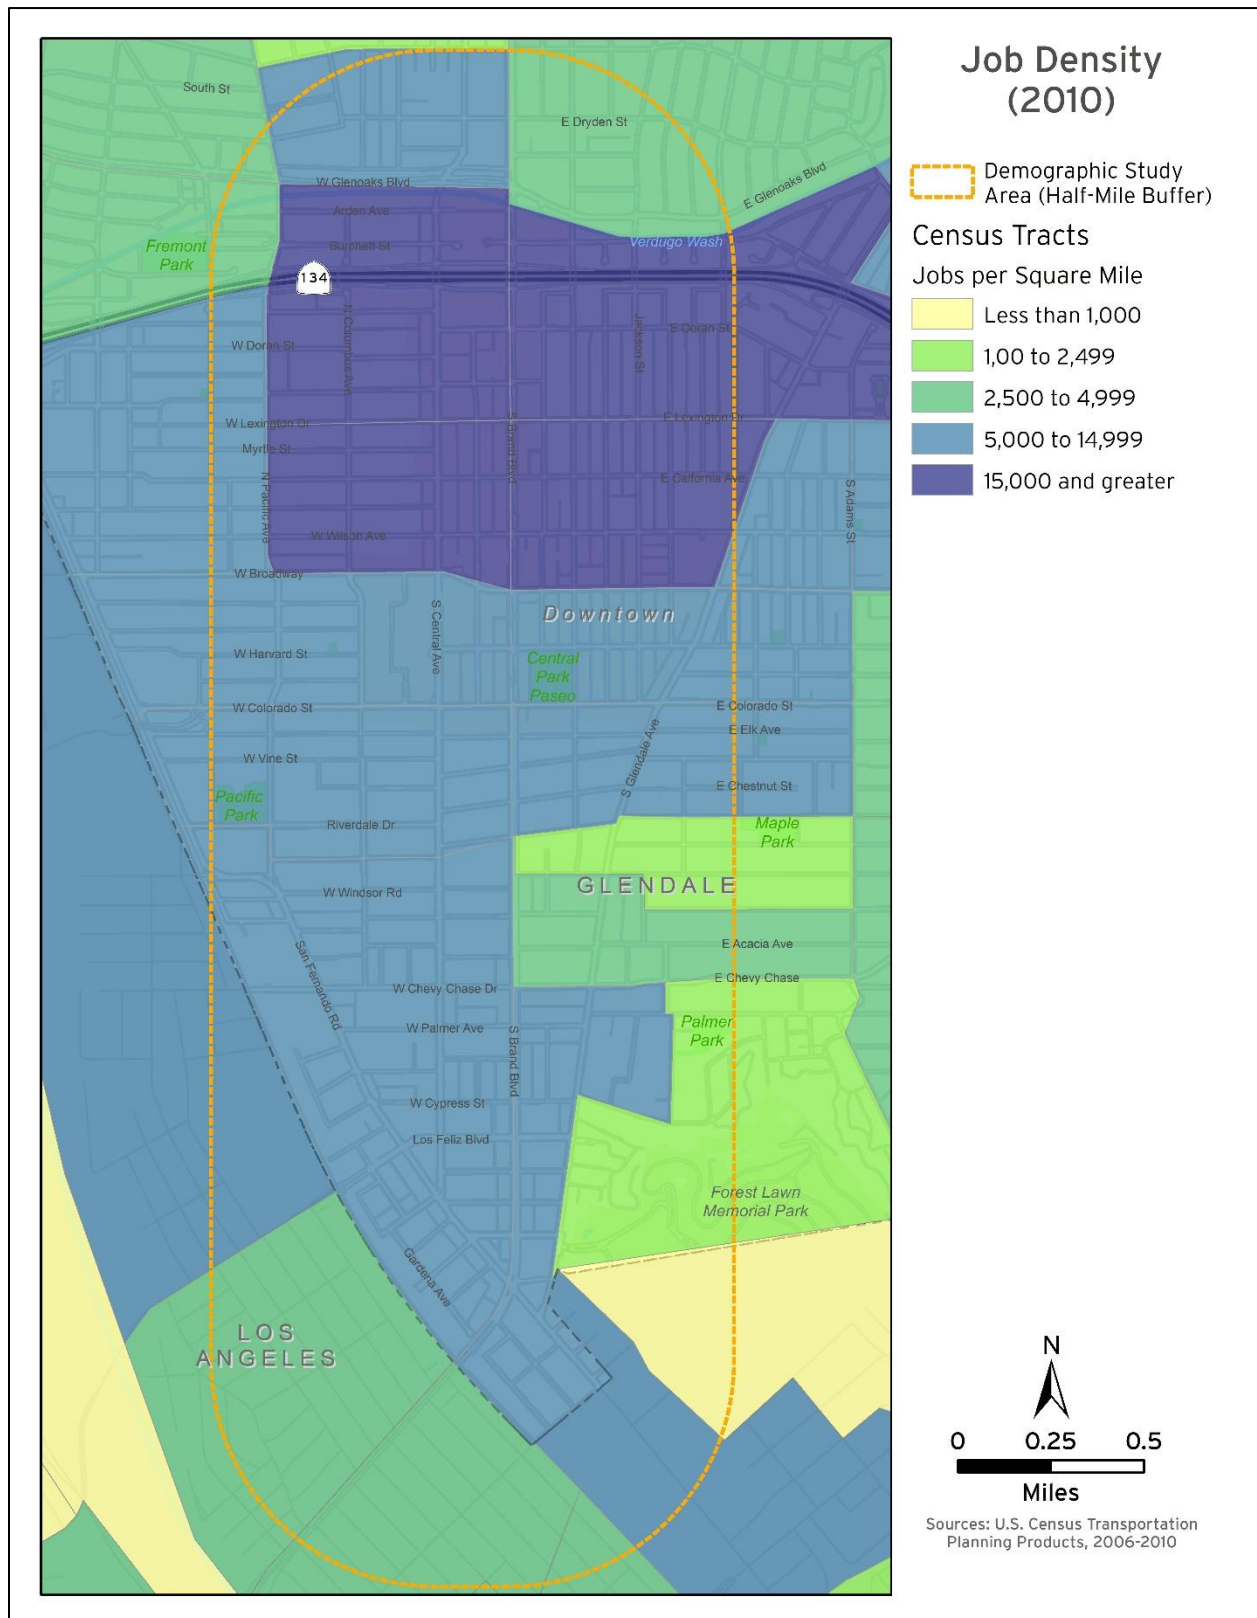 Job Density
(2010)
Demographic Study
Area (Half-Mile Buffer)
Census Tracts
Jobs per Square Mile
Less than 1,000
1,00 to 2,499
2,500 to 4,999
5,000 to 14,999
15,000 and greater
South St
E Dryden St
W Glenoaks Blvd
E Glenoaks Blvd
Arden Ave
Fremont
Park
Burchett St
Verdugo Wash
134
N Columbus Ave
Jackson St
E Doran St
W Doran St
W Lexington Dr
S Brand Blvd
E Lexington Dr
Myrtle St
N Pacific Ave
E California Ave
S Adams St
W Wilson Ave
W Broadway
Downtown
S Central Ave
W Harvard St
Central
Park
Paseo
W Colorado St
E Colorado St
E Elk Ave
W Vine St
S Glendale Ave
E Chestnut St
Pacific
Park
Riverdale Dr
Maple
Park
GLENDALE
W Windsor Rd
E Acacia Ave
San Fernando Rd
E Chevy Chase
W Chevy Chase Dr
Palmer
Park
W Palmer Ave
S Brand Blvd
W Cypress St
Los Feliz Blvd
Forest Lawn
Memorial Park
Gardena Ave
LOS
ANGELES
N
0 0.25 0.5
Miles
Sources: U.S. Census Transportation
Planning Products, 2006-2010